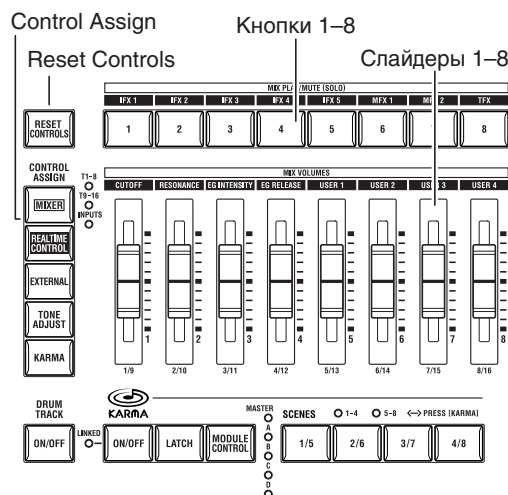 Control Assign
Reset Controls
Кнопки 1–8
Слайдеры 1–8
MIX PLAY/MUTE (SOLO)
IFX 1 IFX 2 IFX 3 IFX 4 IFX 5 MFX 1 MFX 2 TFX
RESET
CONTROLS
1 2 3 4 5 6 8
CONTROL
ASSIGN
T1-8
T9-16
INPUTS
MIXER
REALTIME
CONTROL
EXTERNAL
TONE
ADJUST
KARMA
MIX VOLUMES
CUTOFF RESONANCE EG INTENSITY EG RELEASE USER 1 USER 2 USER 3 USER 4
1 2 3 4 5 6 7 8
1/9 2/10 3/11 4/12 5/13 6/14 7/15 8/16
DRUM
TRACK
ON/OFF
LINKED
KARMA
ON/OFF LATCH MODULE
CONTROL
MASTER
A
B
C
D
SCENES 1-4 5-8 <–> PRESS [KARMA]
1/5 2/6 3/7 4/8